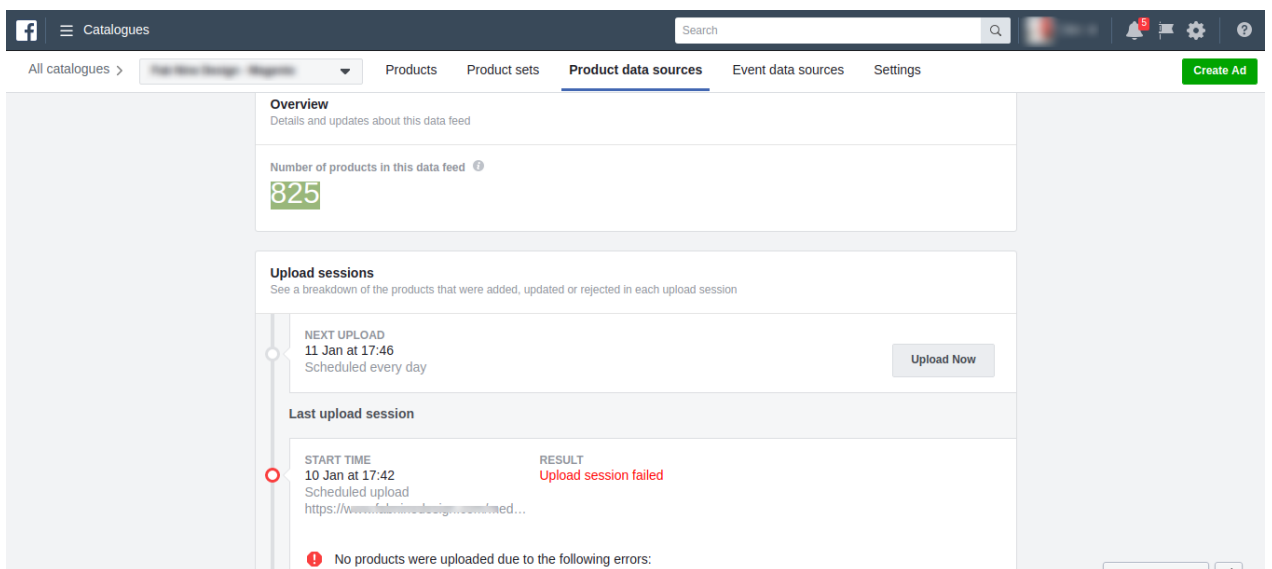 Catalogues
Search
5
All catalogues >
Products Product sets Product data sources Event data sources Settings
Create Ad
Overview
Details and updates about this data feed
Number of products in this data feed
825
Upload sessions
See a breakdown of the products that were added, updated or rejected in each upload session
NEXT UPLOAD
11 Jan at 17:46
Scheduled every day
Upload Now
Last upload session
START TIME
10 Jan at 17:42
Scheduled upload
RESULT
Upload session failed
No products were uploaded due to the following errors: